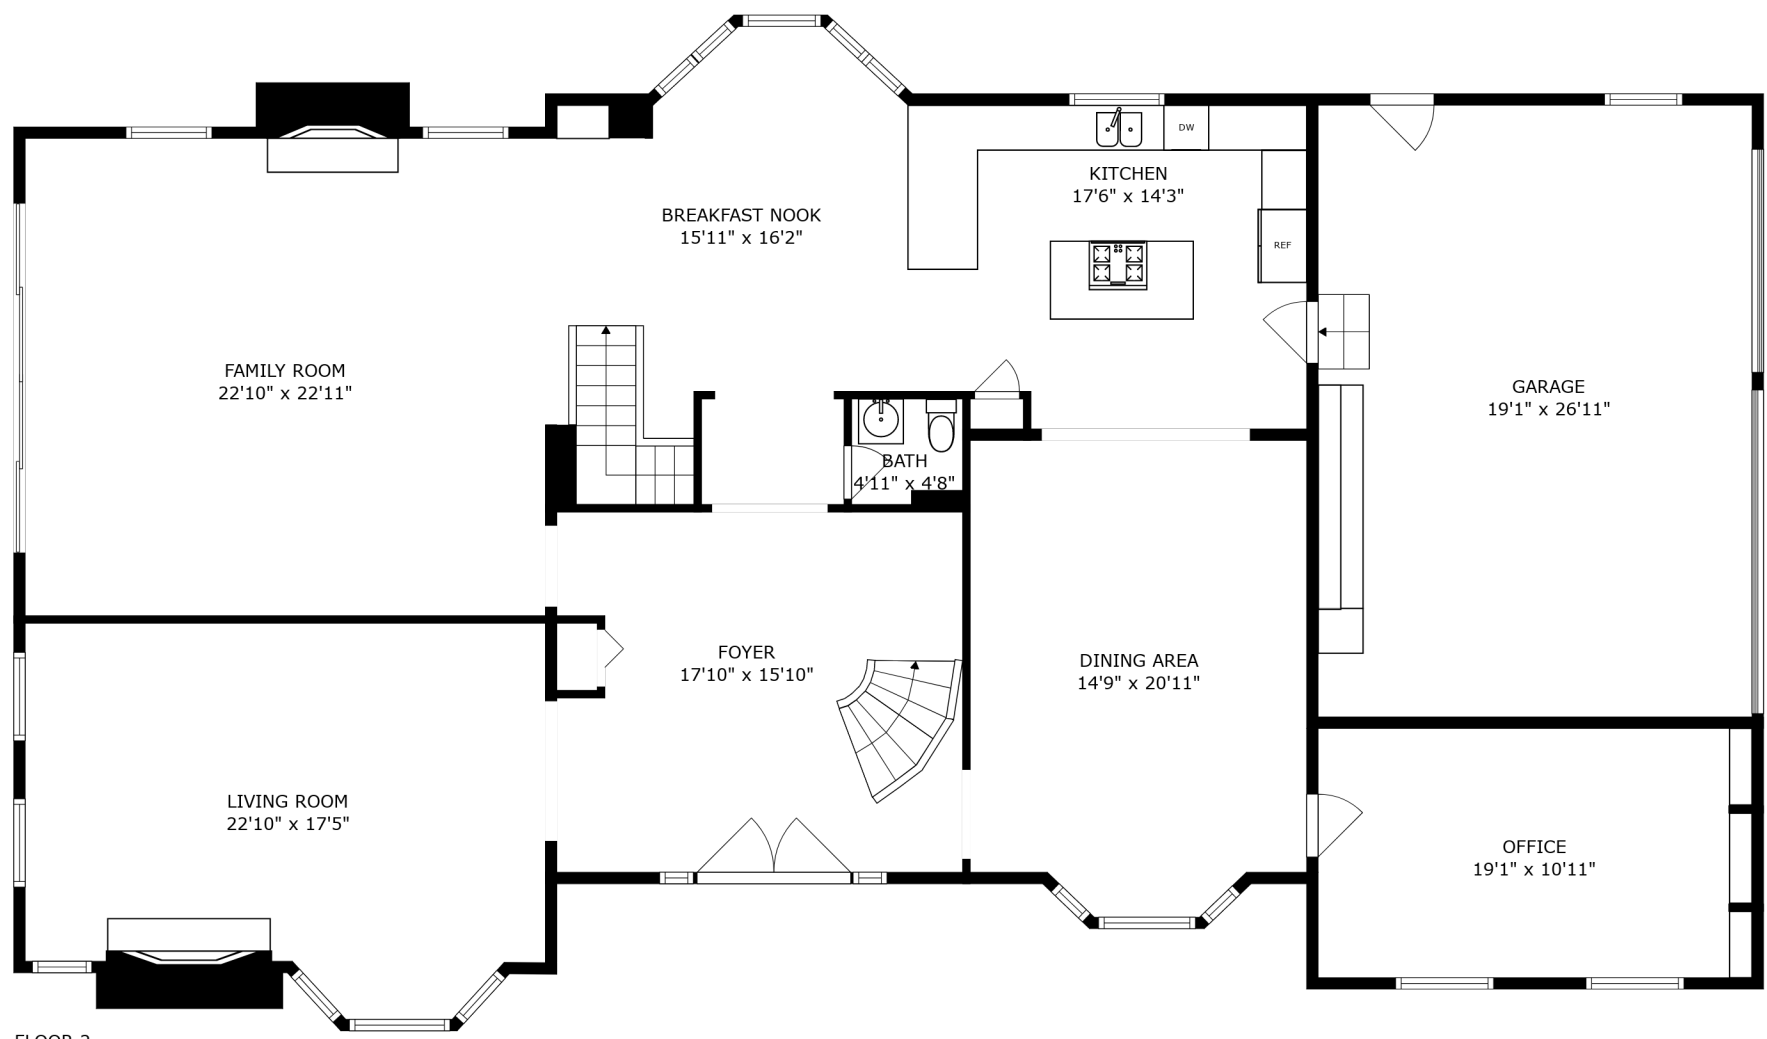 DW
KITCHEN
17'6" x 14'3"
BREAKFAST NOOK
15'11" x 16'2"
REF
FAMILY ROOM
22'10" x 22'11"
GARAGE
19'1" x 26'11"
BATH
4'11" x 4'8"
FOYER
17'10" x 15'10"
DINING AREA
14'9" x 20'11"
LIVING ROOM
22'10" x 17'5"
OFFICE
19'1" x 10'11"
FLOOR 2